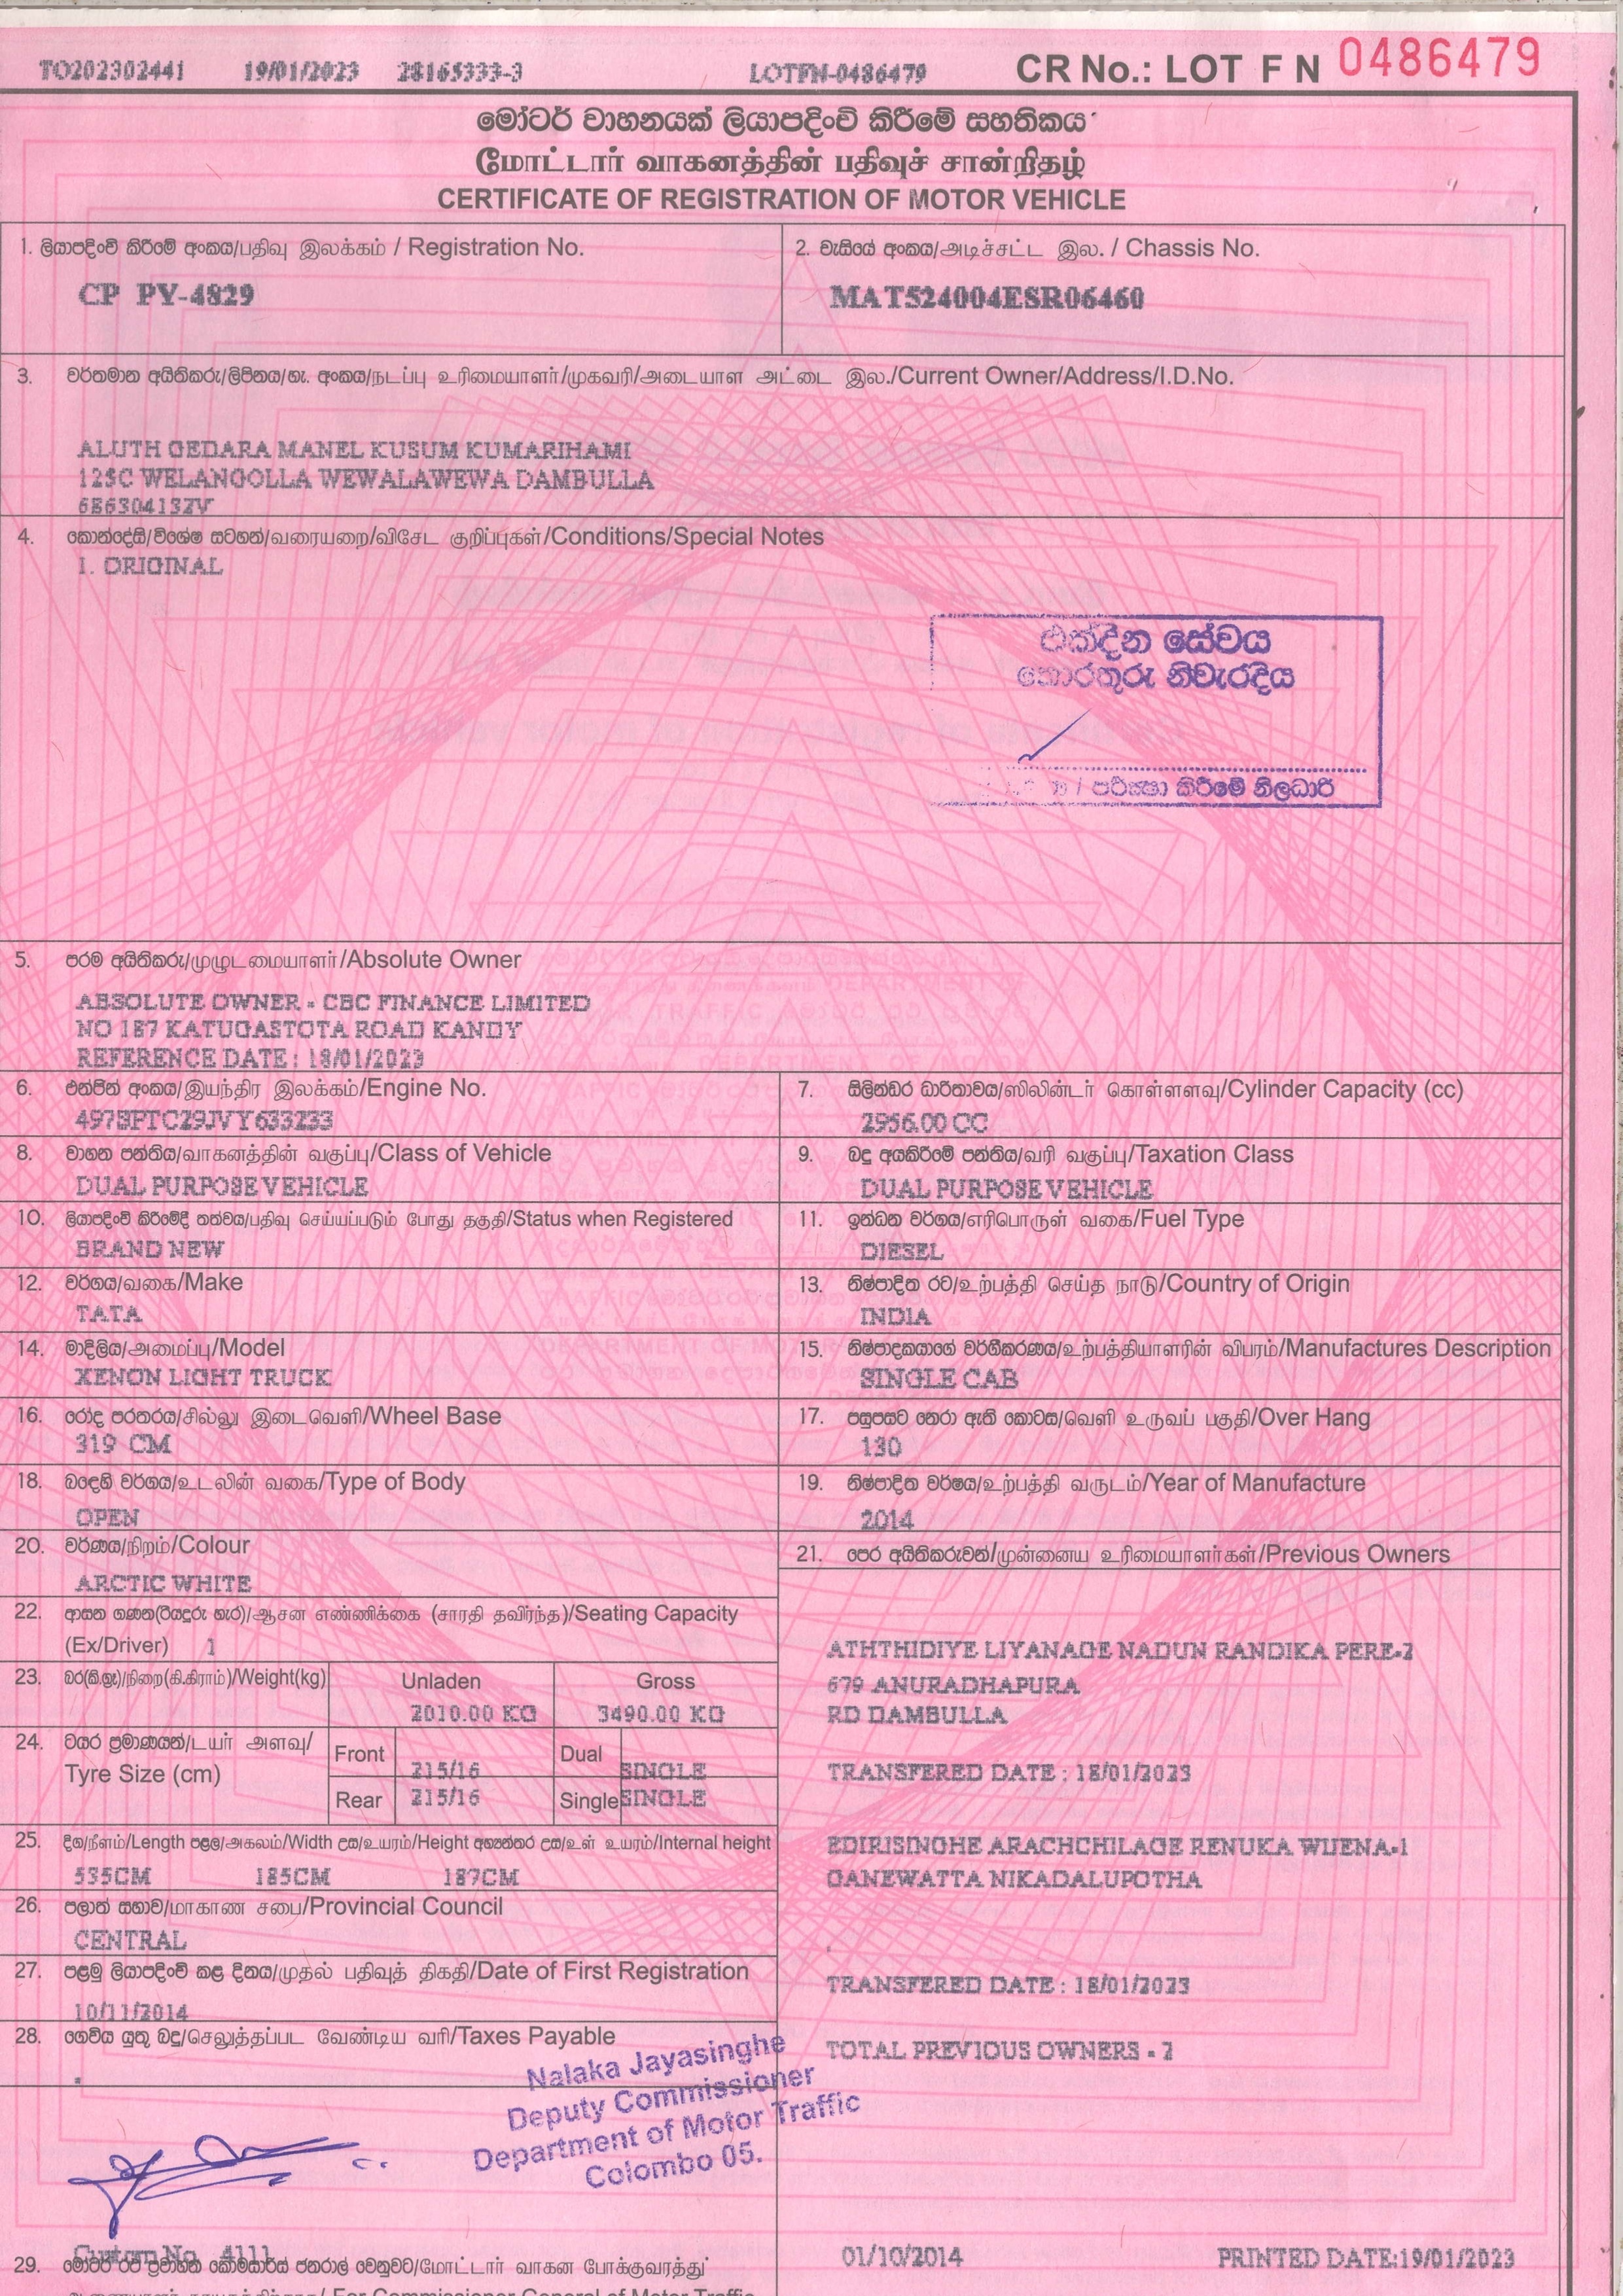 TO202302441 19/01/2023 28165333-3 LOTFN-0486479 CR No.: LOT F N 0486479
මෝටර් වාහනයක් ලියාපදිංචි කිරීමේ සහතිකය
மோட்டார் வாகனத்தின் பதிவுச் சான்றிதழ்
CERTIFICATE OF REGISTRATION OF MOTOR VEHICLE
1. ලියාපදිංචි කිරීමේ අංකය/பதிவு இலக்கம் / Registration No.
CP PY-4829
2. චැසියේ අංකය/அடிச்சட்ட இல. / Chassis No.
MAT524004ESR06460
3. වර්තමාන අයිතිකරු/ලිපිනය/හැ. අංකය/நடப்பு உரிமையாளர்/முகவரி/அடையாள அட்டை இல./Current Owner/Address/I.D.No.
ALUTH GEDARA MANEL KUSUM KUMARIHAMI
125C WELANGOLLA WEWALAWEWA DAMBULLA
686304132V
4. කොන්දේසි/විශේෂ සටහන්/வரையறை/விசேட குறிப்புகள்/Conditions/Special Notes
1. ORIGINAL
එක්දින සේවය
තොරතුරු නිවැරදිය
/ පරීක්ෂා කිරීමේ නිලධාරි
5. පරම අයිතිකරු/முழுடமையாளர்/Absolute Owner
ABSOLUTE OWNER - CBC FINANCE LIMITED
NO 187 KATUGASTOTA ROAD KANDY
REFERENCE DATE : 18/01/2023
6. එන්ජින් අංකය/இயந்திர இலக்கம்/Engine No.
497SPTC29JVY633233
7. සිලින්ඩර ධාරිතාවය/ஸிலின்டர் கொள்ளளவு/Cylinder Capacity (cc)
2956.00 CC
8. වාහන පන්තිය/வாகனத்தின் வகுப்பு/Class of Vehicle
DUAL PURPOSE VEHICLE
9. බදු අයකිරීමේ පන්තිය/வரி வகுப்பு/Taxation Class
DUAL PURPOSE VEHICLE
10. ලියාපදිංචි කිරීමේදී තත්වය/பதிவு செய்யப்படும் போது தகுதி/Status when Registered
BRAND NEW
11. ඉන්ධන වර්ගය/எரிபொருள் வகை/Fuel Type
DIESEL
12. වර්ගය/வகை/Make
TATA
13. නිෂ්පාදිත රට/உற்பத்தி செய்த நாடு/Country of Origin
INDIA
14. මාදිලිය/அமைப்பு/Model
XENON LIGHT TRUCK
15. නිෂ්පාදකයාගේ වර්ගීකරණය/உற்பத்தியாளரின் விபரம்/Manufactures Description
SINGLE CAB
16. රෝද පරතරය/சில்லு இடைவெளி/Wheel Base
319 CM
17. පසුපසට නෙරා ඇති කොටස/வெளி உருவப் பகுதி/Over Hang
130
18. බඳෙහි වර්ගය/உடலின் வகை/Type of Body
OPEN
19. නිෂ්පාදිත වර්ෂය/உற்பத்தி வருடம்/Year of Manufacture
2014
20. වර්ණය/நிறம்/Colour
ARCTIC WHITE
21. පෙර අයිතිකරුවන්/முன்னைய உரிமையாளர்கள்/Previous Owners
22. ආසන ගණන(රියදුරු හැර)/ஆசன எண்ணிக்கை (சாரதி தவிர்ந்த)/Seating Capacity
(Ex/Driver) 1
ATHTHIDIYE LIYANAGE NADUN RANDIKA PERE-2
679 ANURADHAPURA
RD DAMBULLA
23. බර(කි.ග්‍රෑ)/நிறை(கி.கிராம்)/Weight(kg) Unladen Gross
2010.00 KG 3490.00 KG
24. ටයර ප්‍රමාණයන්/டயர் அளவு/
Tyre Size (cm)
Front 215/16 Dual SINGLE
Rear 215/16 Single SINGLE
TRANSFERED DATE : 18/01/2023
25. දිග/நீளம்/Length පළල/அகலம்/Width උස/உயரம்/Height අභ්‍යන්තර උස/உள் உயரம்/Internal height
535CM 185CM 187CM
EDIRISINGHE ARACHCHILAGE RENUKA WIJENA-1
GANEWATTA NIKADALUPOTHA
.
26. පළාත් සභාව/மாகாண சபை/Provincial Council
CENTRAL
27. පළමු ලියාපදිංචි කළ දිනය/முதல் பதிவுத் திகதி/Date of First Registration
10/11/2014
TRANSFERED DATE : 18/01/2023
28. ගෙවිය යුතු බදු/செலுத்தப்பட வேண்டிய வரி/Taxes Payable
.
TOTAL PREVIOUS OWNERS - 2
Nalaka Jayasinghe
Deputy Commissioner
Department of Motor Traffic
Colombo 05.
Custom No 4111
01/10/2014 PRINTED DATE:19/01/2023
29. මෝටර් රථ ප්‍රවාහන කොමසාරිස් ජනරාල් වෙනුවට/மோட்டார் வாகன போக்குவரத்து
For Commissioner General of Motor Traffic